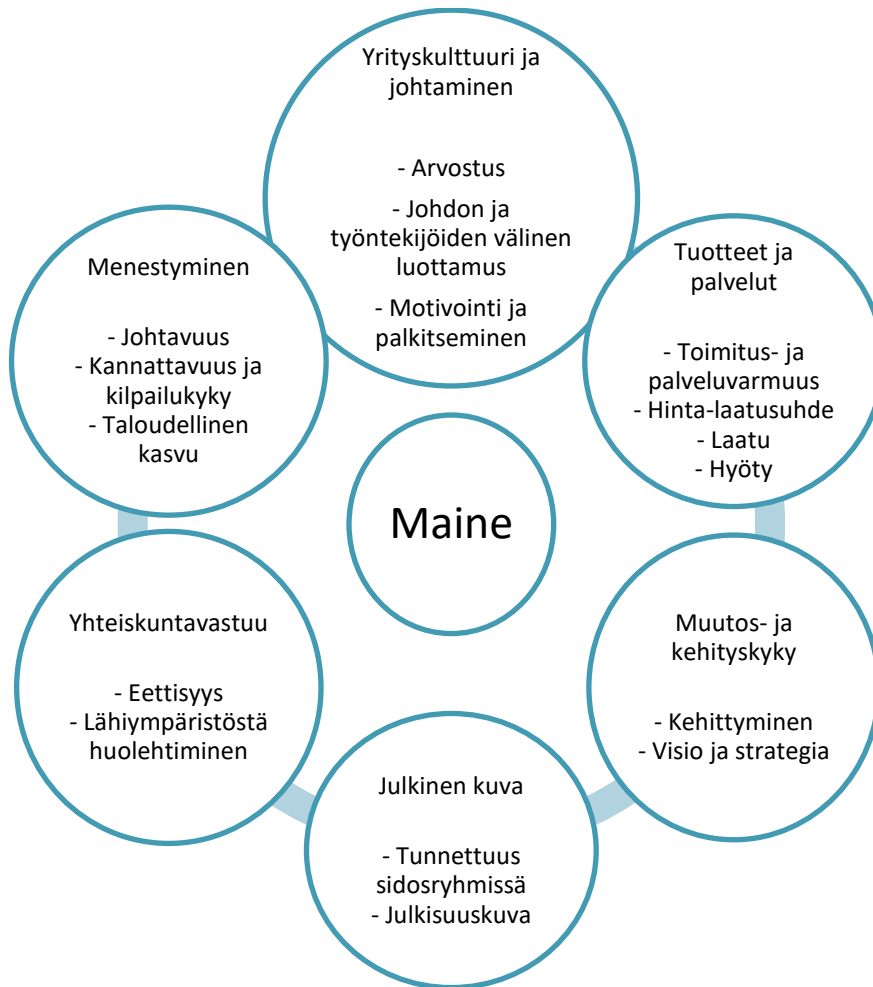 Yrityskulttuuri ja
johtaminen
- Arvostus
- Johdon ja
työntekijöiden välinen
luottamus
- Motivointi ja
palkitseminen
Tuotteet ja
palvelut
- Toimitus- ja
palveluvarmuus
- Hinta-laatusuhde
- Laatu
- Hyöty
Muutos- ja
kehityskyky
- Kehittyminen
- Visio ja strategia
Julkinen kuva
- Tunnettuus
sidosryhmissä
- Julkisuuskuva
Yhteiskuntavastuu
- Eettisyys
- Lähiympäristöstä
huolehtiminen
Menestyminen
- Johtavuus
- Kannattavuus ja
kilpailukyky
- Taloudellinen
kasvu
Maine